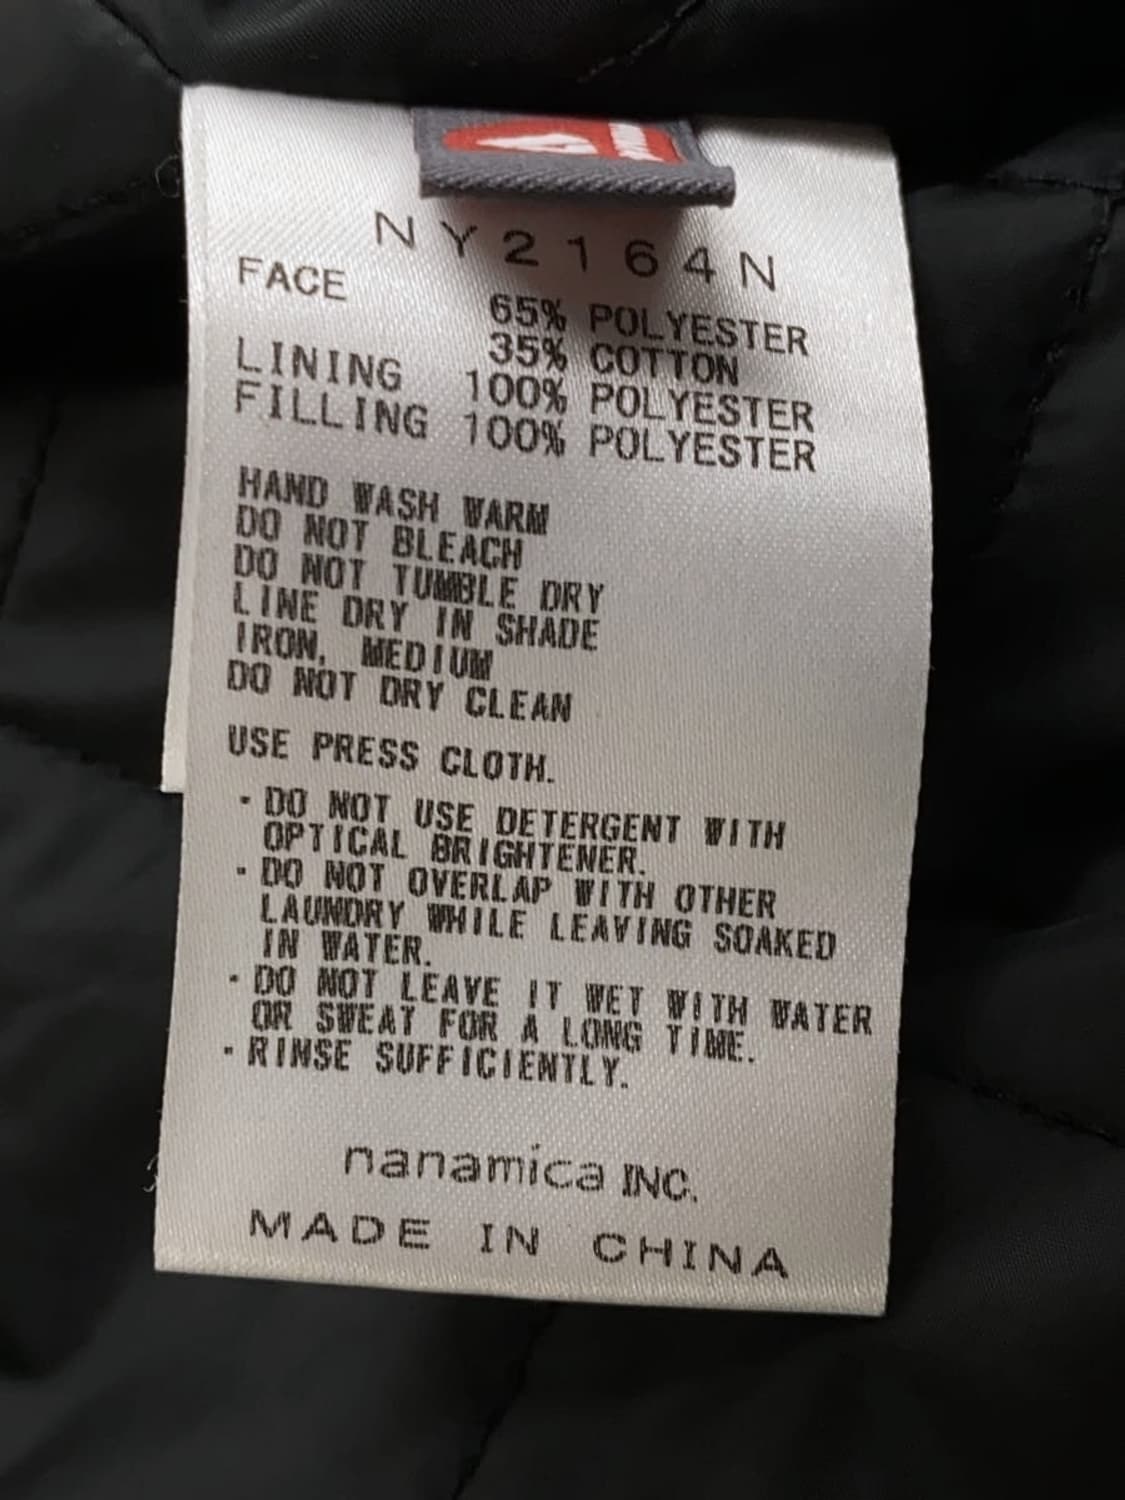 NY2164N
FACE 65% POLYESTER
35% COTTON
LINING 100% POLYESTER
FILLING 100% POLYESTER
HAND WASH WARM
DO NOT BLEACH
DO NOT TUMBLE DRY
LINE DRY IN SHADE
IRON, MEDIUM
DO NOT DRY CLEAN
USE PRESS CLOTH.
· DO NOT USE DETERGENT WITH
OPTICAL BRIGHTENER.
· DO NOT OVERLAP WITH OTHER
LAUNDRY WHILE LEAVING SOAKED
IN WATER.
· DO NOT LEAVE IT WET WITH WATER
OR SWEAT FOR A LONG TIME.
· RINSE SUFFICIENTLY.
nanamica INC.
MADE IN CHINA